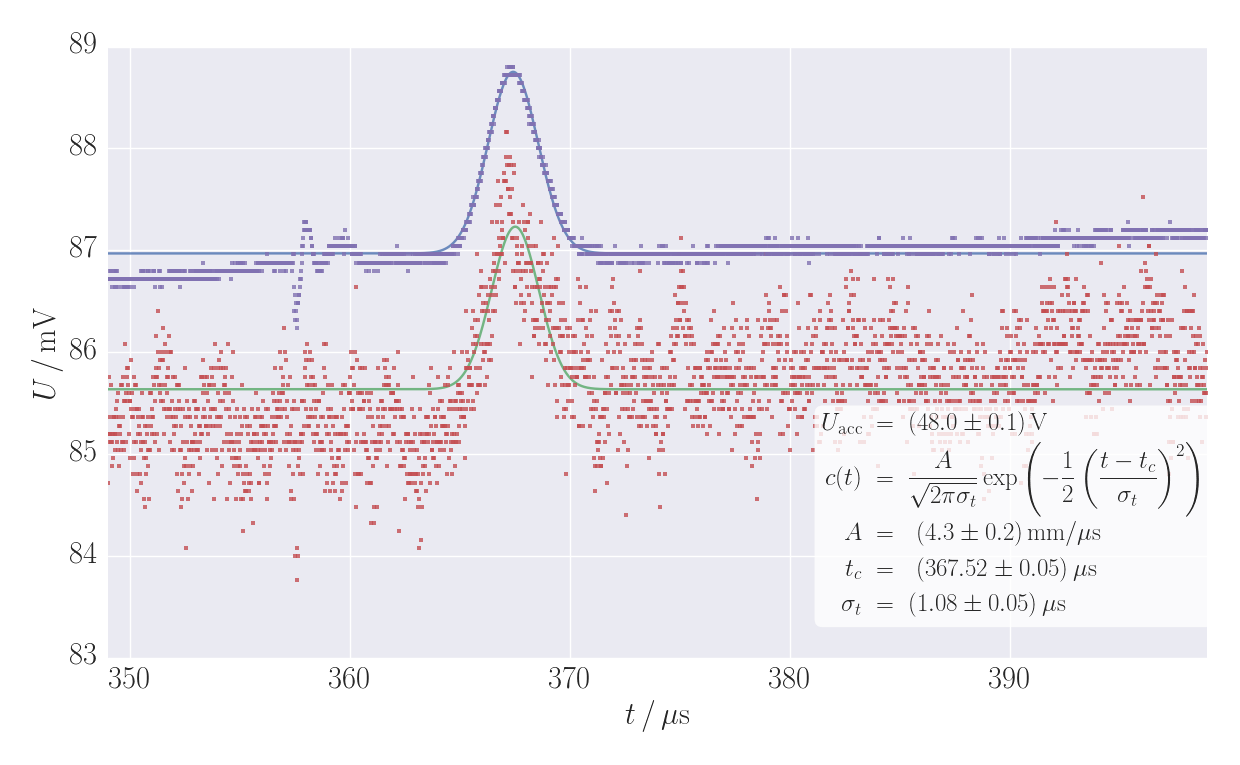 89
88
87
86
85
84
83
U / mV
350 360 370 380 390
t / μs
U_acc = (48.0 ± 0.1) V
c(t) = A / √(2πσ_t) exp(−1/2 ((t − t_c) / σ_t)²)
A = (4.3 ± 0.2) mm/μs
t_c = (367.52 ± 0.05) μs
σ_t = (1.08 ± 0.05) μs